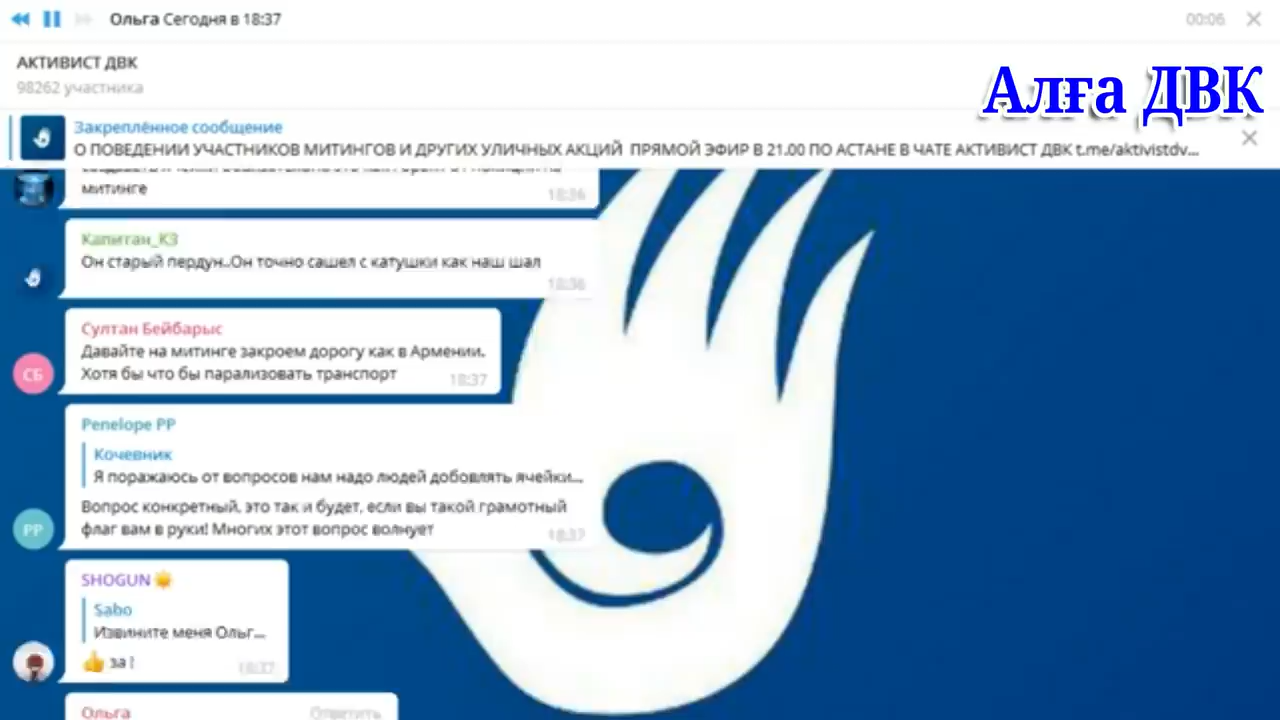 Ольга Сегодня в 18:37
00:06
АКТИВИСТ ДВК
98262 участника
Алға ДВК
Закреплённое сообщение
О ПОВЕДЕНИИ УЧАСТНИКОВ МИТИНГОВ И ДРУГИХ УЛИЧНЫХ АКЦИЙ ПРЯМОЙ ЭФИР В 21.00 ПО АСТАНЕ В ЧАТЕ АКТИВИСТ ДВК t.me/aktivistdv...
митинге
18:36
Капитан_КЗ
Он старый пердун..Он точно сашел с катушки как наш шал
18:36
Султан Бейбарыс
Давайте на митинге закроем дорогу как в Армении.
Хотя бы что бы парализовать транспорт
18:37
СБ
Penelope PP
Кочевник
Я поражаюсь от вопросов нам надо людей добовлять ячейки...
Вопрос конкретный, это так и будет, если вы такой грамотный
флаг вам в руки! Многих этот вопрос волнует
18:37
PP
SHOGUN
Sabo
Извините меня Ольг...
за !
18:37
Ольга
Ответить